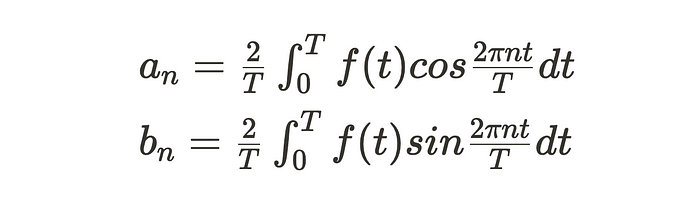 aₙ = 2/T ∫₀ᵀ f(t)cos 2πnt/T dt
bₙ = 2/T ∫₀ᵀ f(t)sin 2πnt/T dt